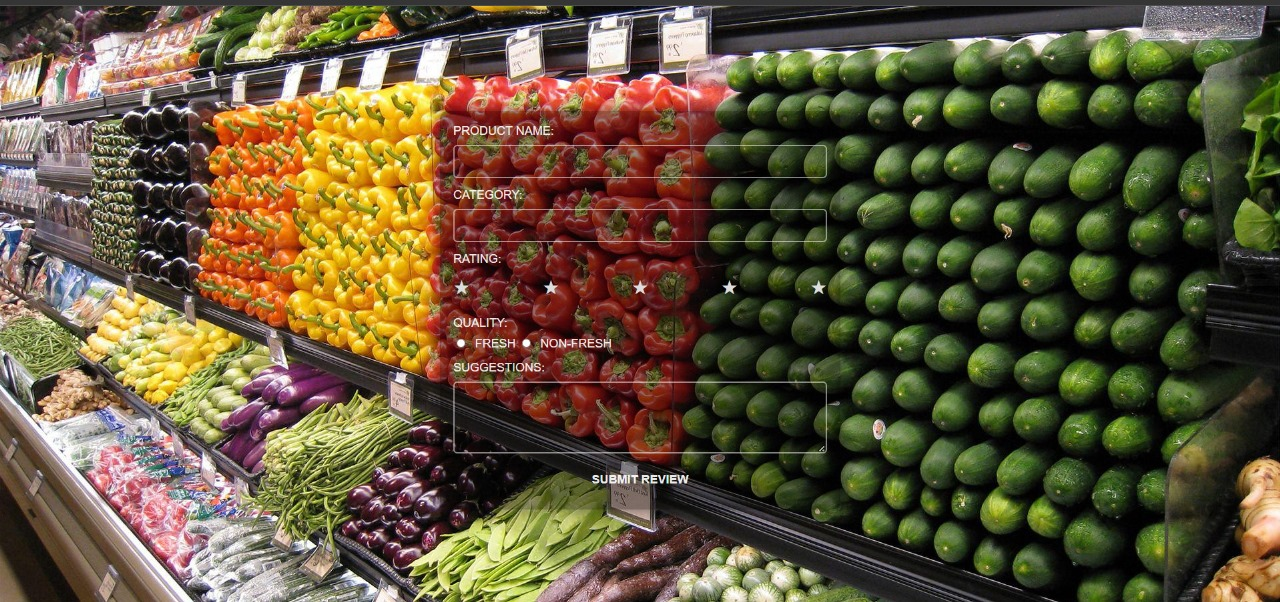 PRODUCT NAME:
CATEGORY:
RATING:
★ ★ ★ ★ ★
QUALITY:
FRESH NON-FRESH
SUGGESTIONS:
SUBMIT REVIEW